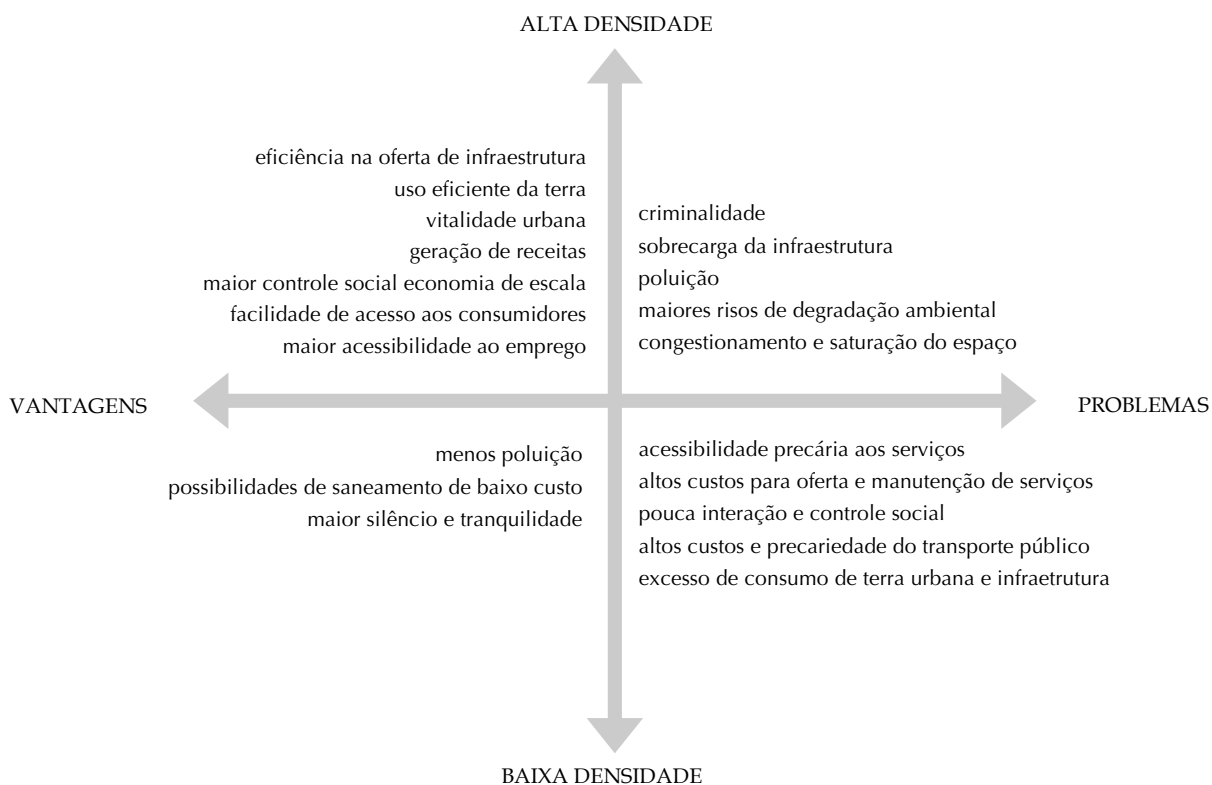 ALTA DENSIDADE
eficiência na oferta de infraestrutura
uso eficiente da terra
vitalidade urbana
geração de receitas
maior controle social economia de escala
facilidade de acesso aos consumidores
maior acessibilidade ao emprego
criminalidade
sobrecarga da infraestrutura
poluição
maiores risos de degradação ambiental
congestionamento e saturação do espaço
VANTAGENS
PROBLEMAS
menos poluição
possibilidades de saneamento de baixo custo
maior silêncio e tranquilidade
acessibilidade precária aos serviços
altos custos para oferta e manutenção de serviços
pouca interação e controle social
altos custos e precariedade do transporte público
excesso de consumo de terra urbana e infraetrutura
BAIXA DENSIDADE